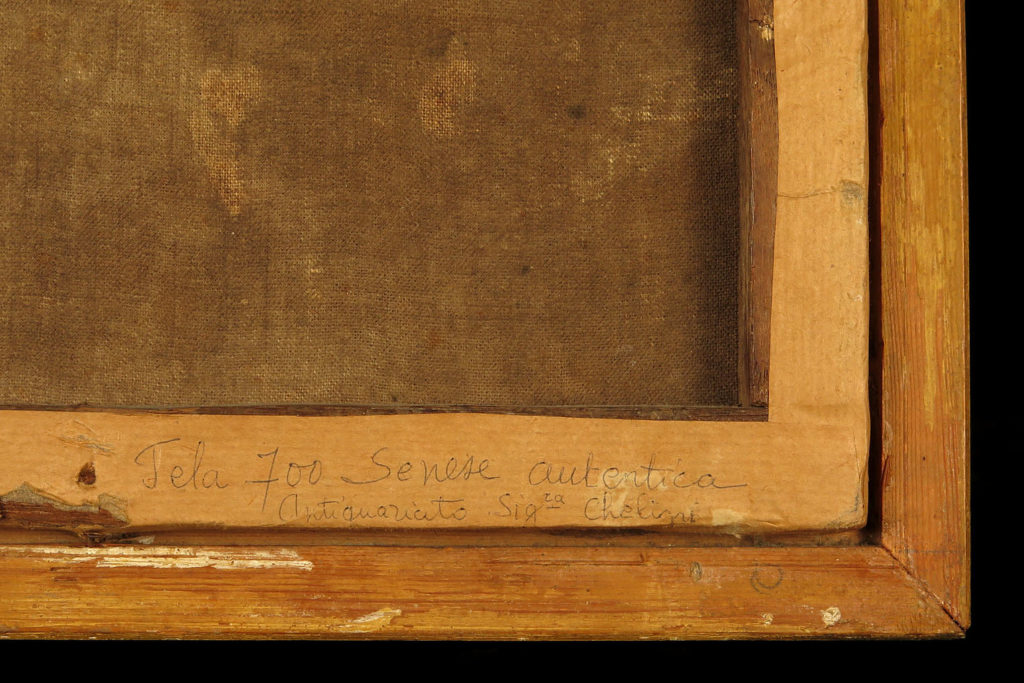 Tela 700 Senese autentica
Antiquariato Sig.ra Chelini